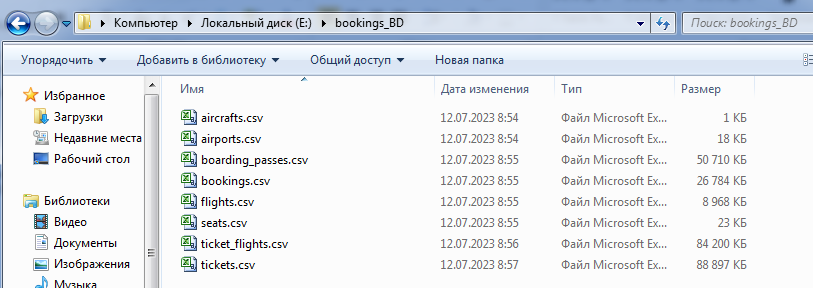 Компьютер Локальный диск (E:) bookings_BD Поиск: bookings_BD
Упорядочить Добавить в библиотеку Общий доступ Новая папка
Имя Дата изменения Тип Размер
Избранное
Загрузки
Недавние места
Рабочий стол
Библиотеки
Видео
Документы
Изображения
Музыка
aircrafts.csv 12.07.2023 8:54 Файл Microsoft Ex... 1 КБ
airports.csv 12.07.2023 8:54 Файл Microsoft Ex... 18 КБ
boarding_passes.csv 12.07.2023 8:55 Файл Microsoft Ex... 50 710 КБ
bookings.csv 12.07.2023 8:55 Файл Microsoft Ex... 26 784 КБ
flights.csv 12.07.2023 8:55 Файл Microsoft Ex... 8 968 КБ
seats.csv 12.07.2023 8:55 Файл Microsoft Ex... 23 КБ
ticket_flights.csv 12.07.2023 8:56 Файл Microsoft Ex... 84 200 КБ
tickets.csv 12.07.2023 8:57 Файл Microsoft Ex... 88 897 КБ